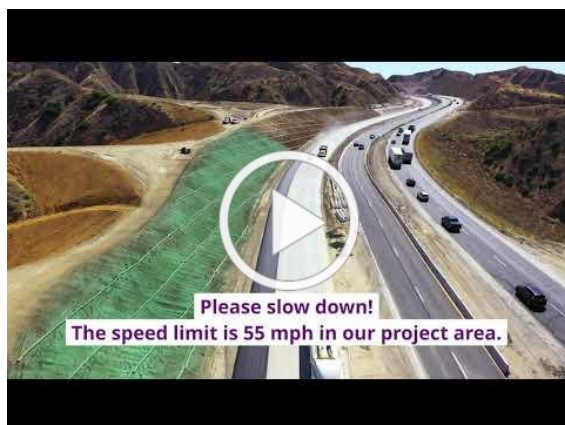 Please slow down!
The speed limit is 55 mph in our project area.